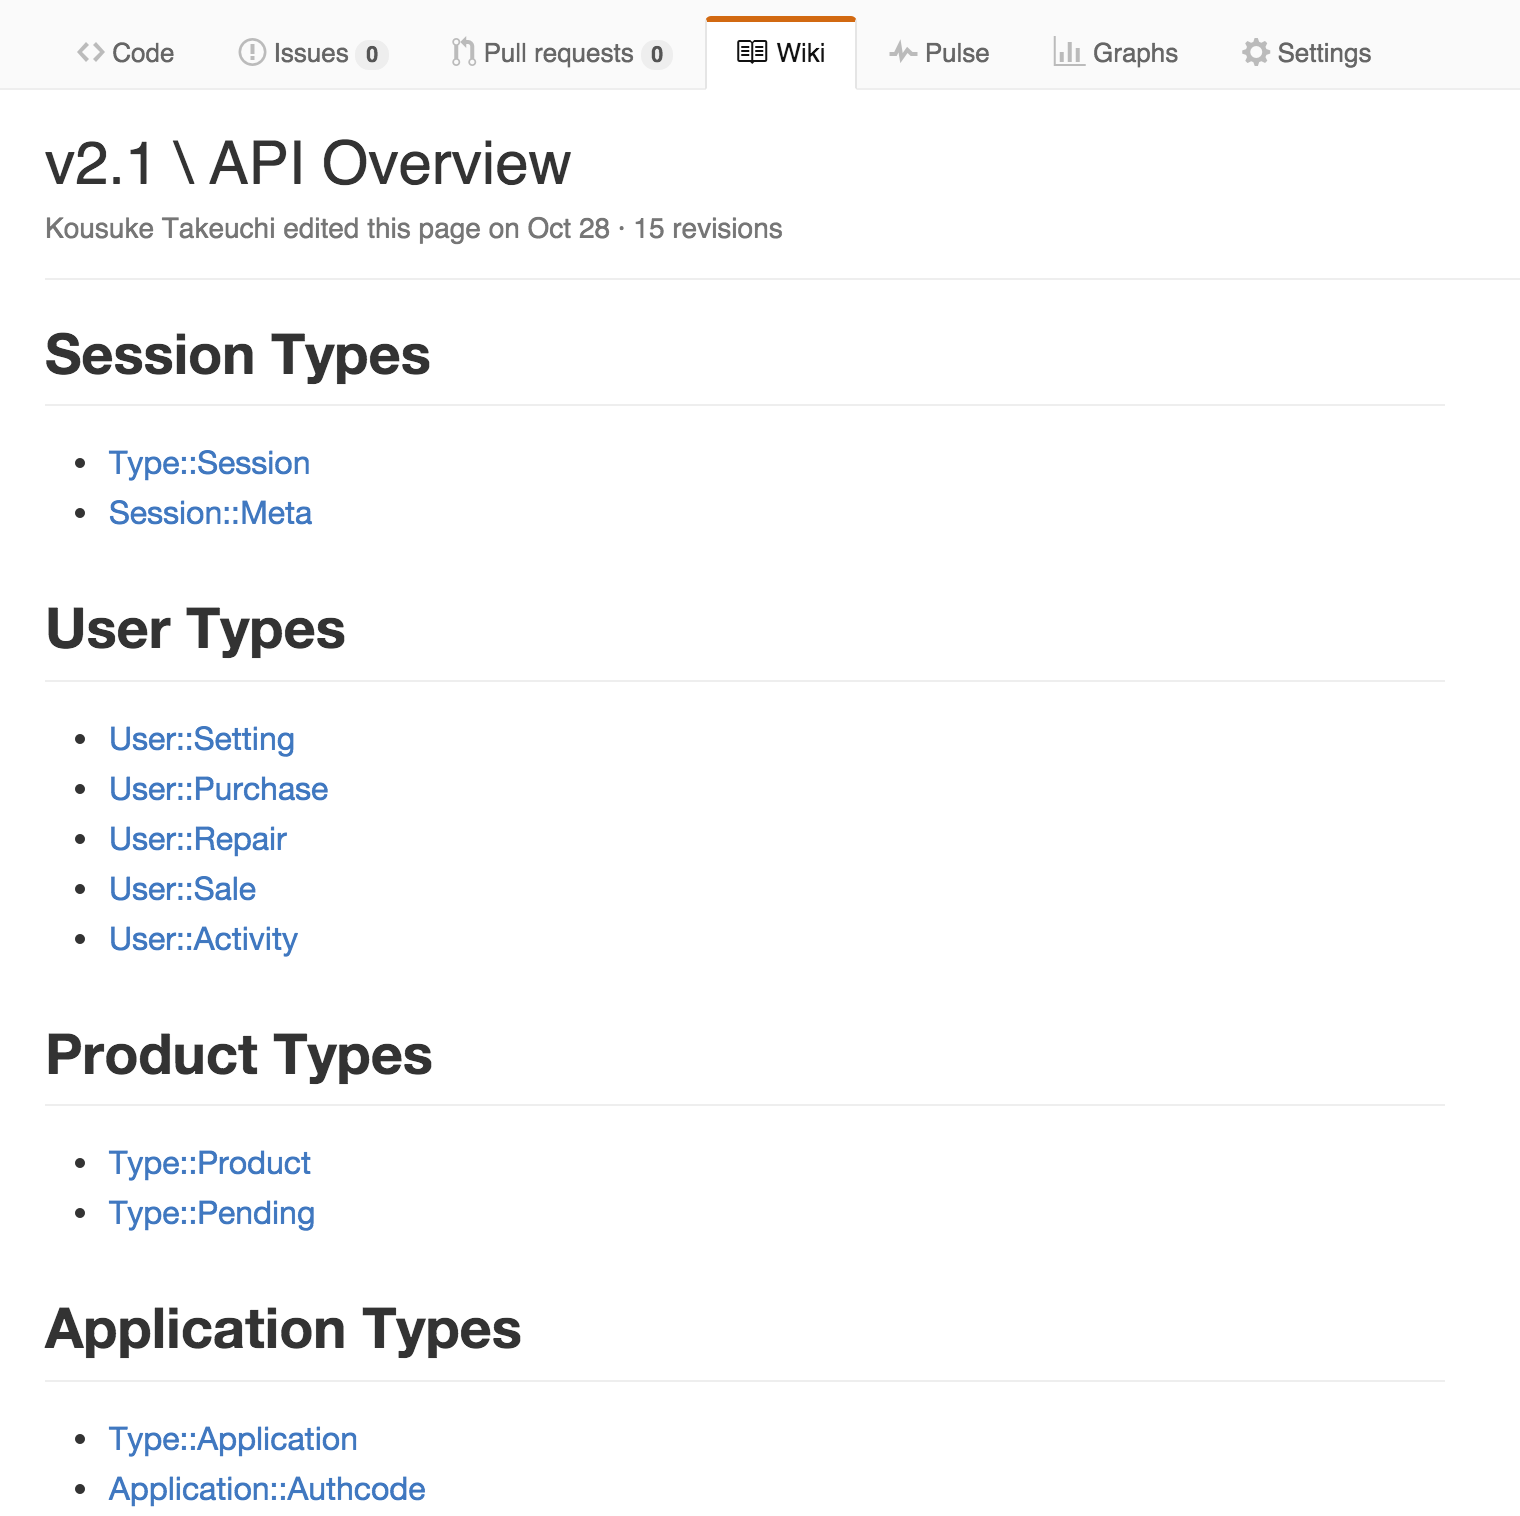 Code Issues 0 Pull requests 0 Wiki Pulse Graphs Settings
v2.1 \ API Overview
Kousuke Takeuchi edited this page on Oct 28 · 15 revisions
Session Types
• Type::Session
• Session::Meta
User Types
• User::Setting
• User::Purchase
• User::Repair
• User::Sale
• User::Activity
Product Types
• Type::Product
• Type::Pending
Application Types
• Type::Application
• Application::Authcode